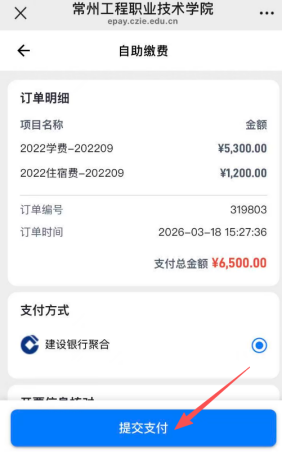 常州工程职业技术学院
epay.czie.edu.cn
自助缴费
订单明细
项目名称 金额
2022学费-202209 ¥5,300.00
2022住宿费-202209 ¥1,200.00
订单编号 319803
订单时间 2026-03-18 15:27:36
支付总金额 ¥6,500.00
支付方式
建设银行聚合
提交支付